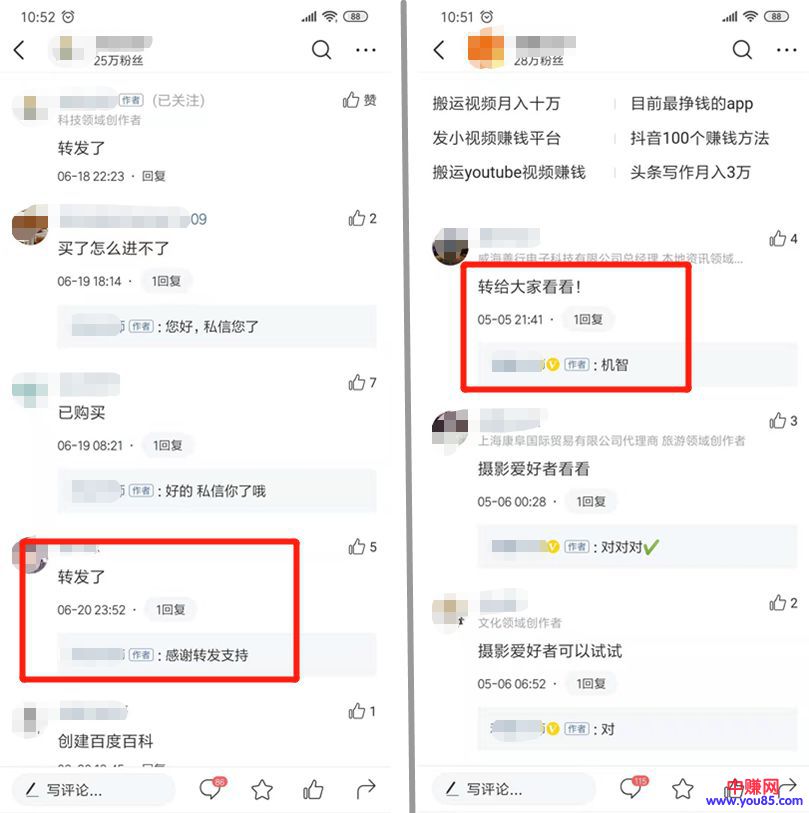 10:52
88
25万粉丝
作者 (已关注)
赞
科技领域创作者
转发了
06-18 22:23 · 回复
09
2
买了怎么进不了
06-19 18:14 · 1回复
作者 : 您好, 私信您了
7
已购买
06-19 08:21 · 1回复
作者 : 好的 私信你了哦
5
转发了
06-20 23:52 · 1回复
作者 : 感谢转发支持
1
创建百度百科
写评论...
86
10:51
88
28万粉丝
搬运视频月入十万
目前最挣钱的app
发小视频赚钱平台
抖音100个赚钱方法
搬运youtube视频赚钱
头条写作月入3万
4
威海善行电子科技有限公司总经理 本地资讯领域...
转给大家看看!
05-05 21:41 · 1回复
作者 : 机智
3
上海康阜国际贸易有限公司代理商 旅游领域创作者
摄影爱好者看看
05-06 00:28 · 1回复
作者 : 对对对
2
文化领域创作者
摄影爱好者可以试试
05-06 06:52 · 1回复
作者 : 对
写评论...
115
中赚网
www.you85.com